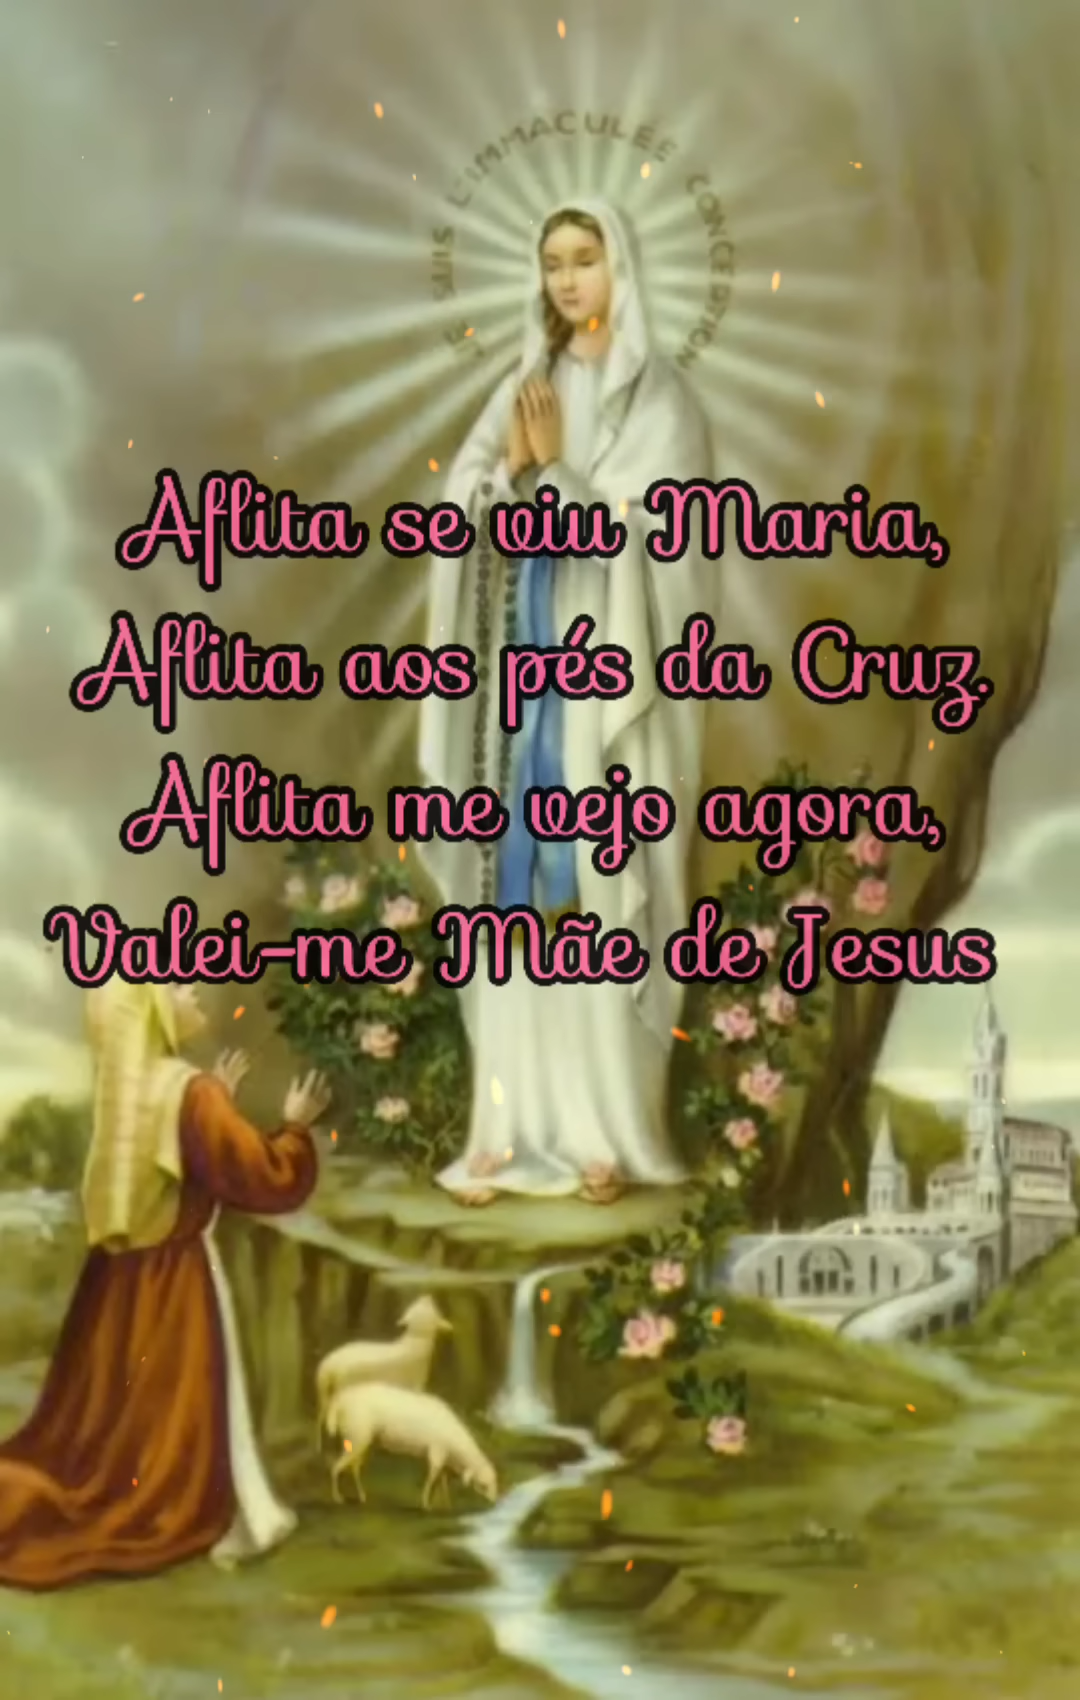 JE SUIS L'IMMACULÉE CONCEPTION
Aflita se viu Maria,
Aflita aos pés da Cruz.
Aflita me vejo agora,
Valei-me Mãe de Jesus